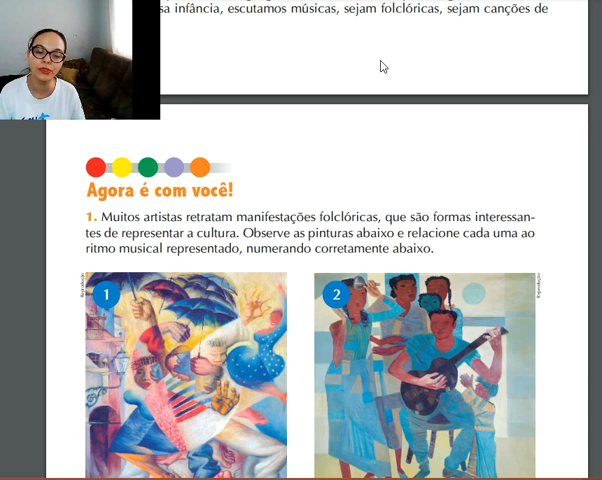 sa infância, escutamos músicas, sejam folclóricas, sejam canções de
Agora é com você!
1. Muitos artistas retratam manifestações folclóricas, que são formas interessan-
tes de representar a cultura. Observe as pinturas abaixo e relacione cada uma ao
ritmo musical representado, numerando corretamente abaixo.
Reprodução
1
2
Reprodução